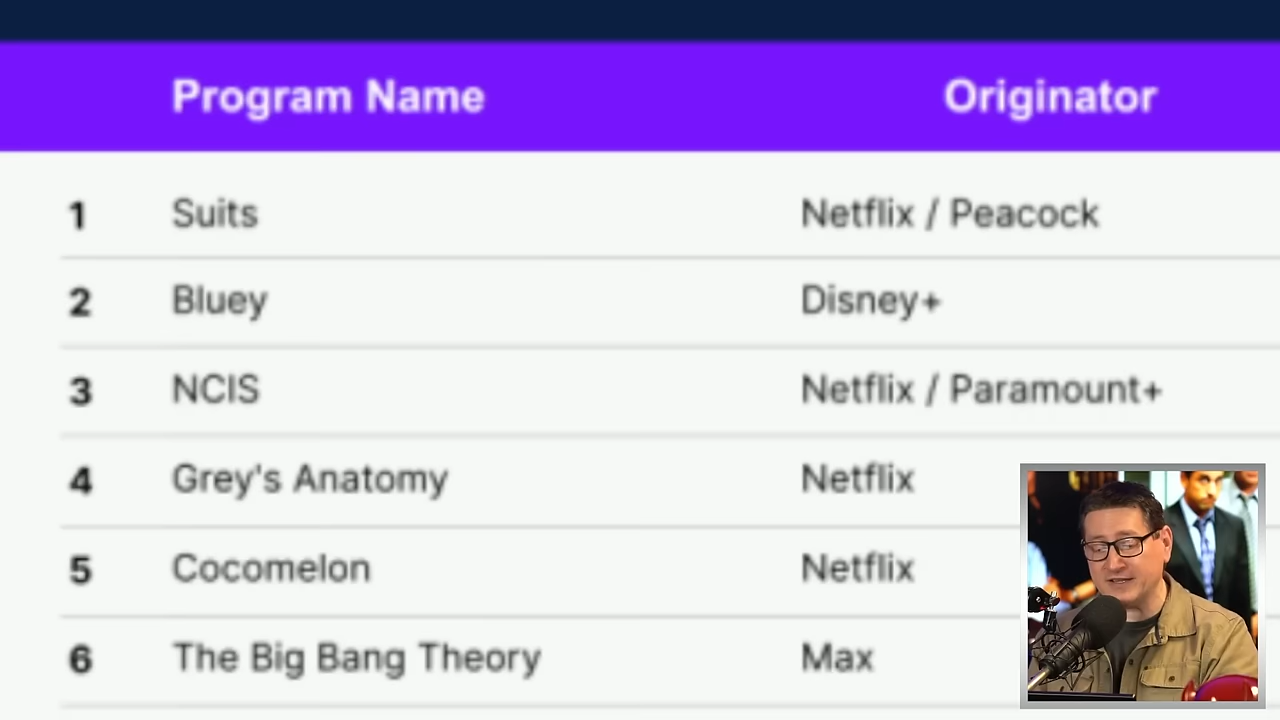 Program Name Originator
1 Suits Netflix / Peacock
2 Bluey Disney+
3 NCIS Netflix / Paramount+
4 Grey's Anatomy Netflix
5 Cocomelon Netflix
6 The Big Bang Theory Max